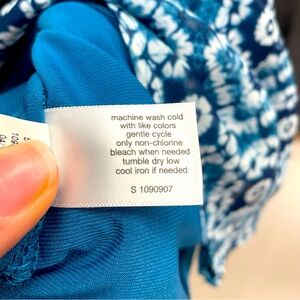 machine wash cold
with like colors
gentle cycle
only non-chlorine
bleach when needed
tumble dry low
cool iron if needed
S 1090907